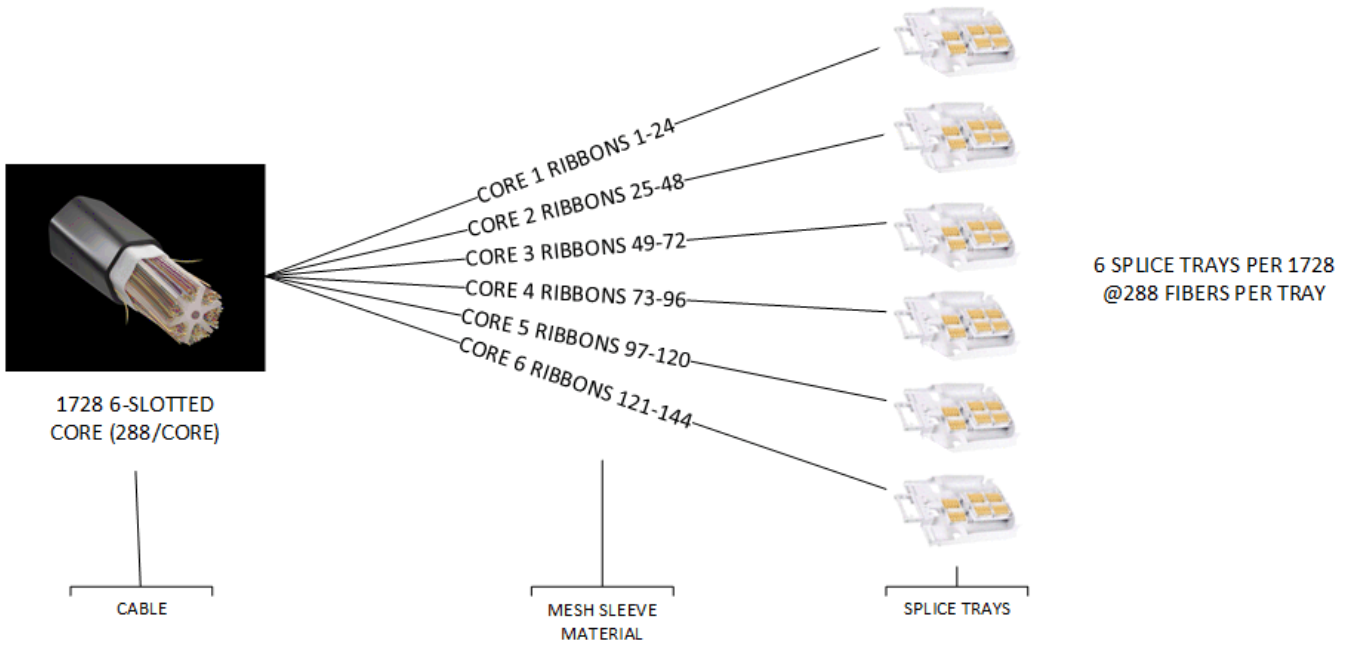 CORE 1 RIBBONS 1-24
CORE 2 RIBBONS 25-48
CORE 3 RIBBONS 49-72
CORE 4 RIBBONS 73-96
CORE 5 RIBBONS 97-120
CORE 6 RIBBONS 121-144
6 SPLICE TRAYS PER 1728
@288 FIBERS PER TRAY
1728 6-SLOTTED
CORE (288/CORE)
CABLE
MESH SLEEVE
MATERIAL
SPLICE TRAYS